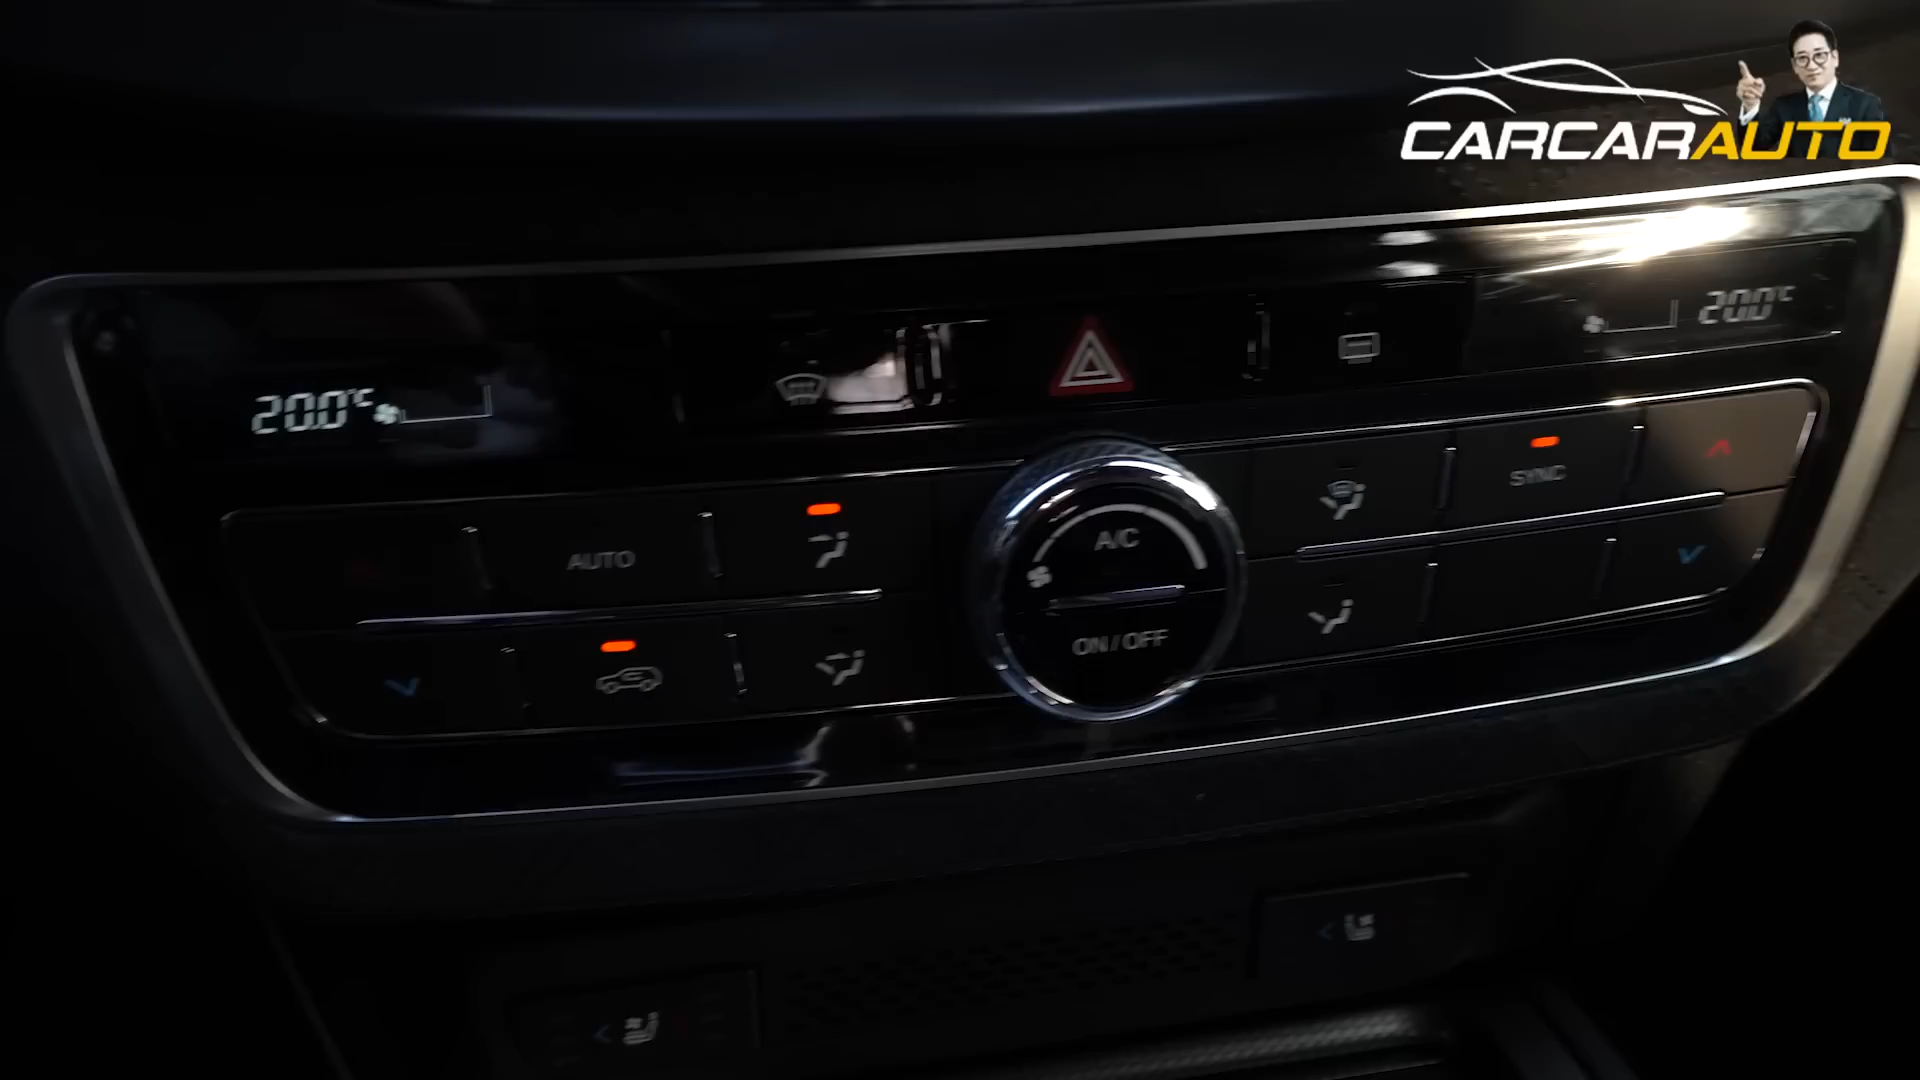 CARCARAUTO
20.0°C
20.0°C
AUTO
A/C
SYNC
ON/OFF